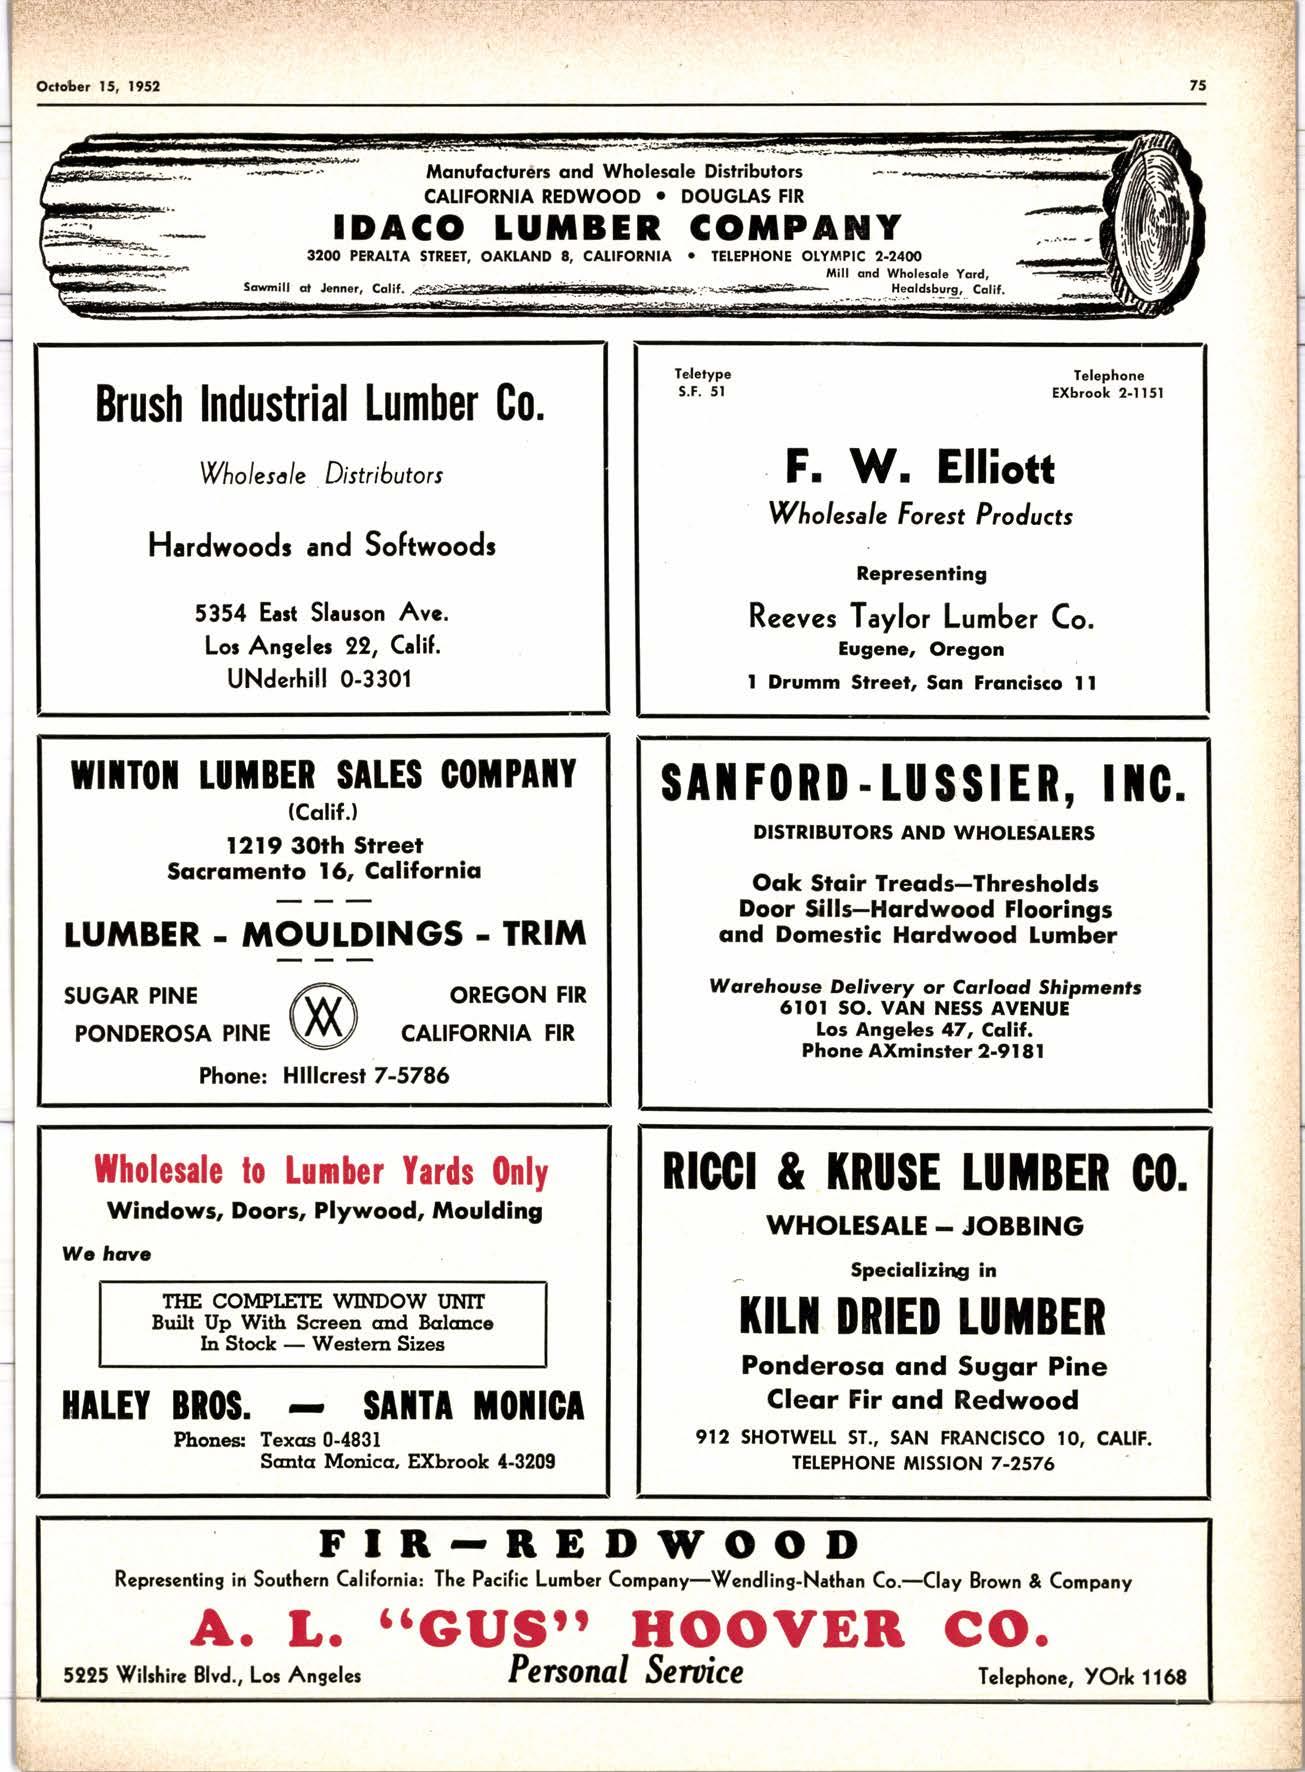 October 15, 1952
75
Manufacturers and Wholesale Distributors
CALIFORNIA REDWOOD • DOUGLAS FIR
IDACO LUMBER COMPANY
3200 PERALTA STREET, OAKLAND 8, CALIFORNIA • TELEPHONE OLYMPIC 2-2400
Mill and Wholesale Yard,
Sawmill at Jenner, Calif.
Healdsburg, Calif.
Brush Industrial Lumber Co.
Wholesale Distributors
Hardwoods and Softwoods
5354 East Slauson Ave.
Los Angeles 22, Calif.
UNderhill 0-3301
Teletype
S.F. 51
Telephone
EXbrook 2-1151
F. W. Elliott
Wholesale Forest Products
Representing
Reeves Taylor Lumber Co.
Eugene, Oregon
1 Drumm Street, San Francisco 11
WINTON LUMBER SALES COMPANY
(Calif.)
1219 30th Street
Sacramento 16, California
LUMBER - MOULDINGS - TRIM
SUGAR PINE
OREGON FIR
PONDEROSA PINE
CALIFORNIA FIR
Phone: HIllcrest 7-5786
SANFORD-LUSSIER, INC.
DISTRIBUTORS AND WHOLESALERS
Oak Stair Treads—Thresholds
Door Sills—Hardwood Floorings
and Domestic Hardwood Lumber
Warehouse Delivery or Carload Shipments
6101 SO. VAN NESS AVENUE
Los Angeles 47, Calif.
Phone AXminster 2-9181
Wholesale to Lumber Yards Only
Windows, Doors, Plywood, Moulding
We have
THE COMPLETE WINDOW UNIT
Built Up With Screen and Balance
In Stock — Western Sizes
HALEY BROS. — SANTA MONICA
Phones: Texas 0-4831
Santa Monica, EXbrook 4-3209
RICCI & KRUSE LUMBER CO.
WHOLESALE — JOBBING
Specializing in
KILN DRIED LUMBER
Ponderosa and Sugar Pine
Clear Fir and Redwood
912 SHOTWELL ST., SAN FRANCISCO 10, CALIF.
TELEPHONE MISSION 7-2576
FIR—REDWOOD
Representing in Southern California: The Pacific Lumber Company—Wendling-Nathan Co.—Clay Brown & Company
A. L. “GUS” HOOVER CO.
5225 Wilshire Blvd., Los Angeles
Personal Service
Telephone, YOrk 1168